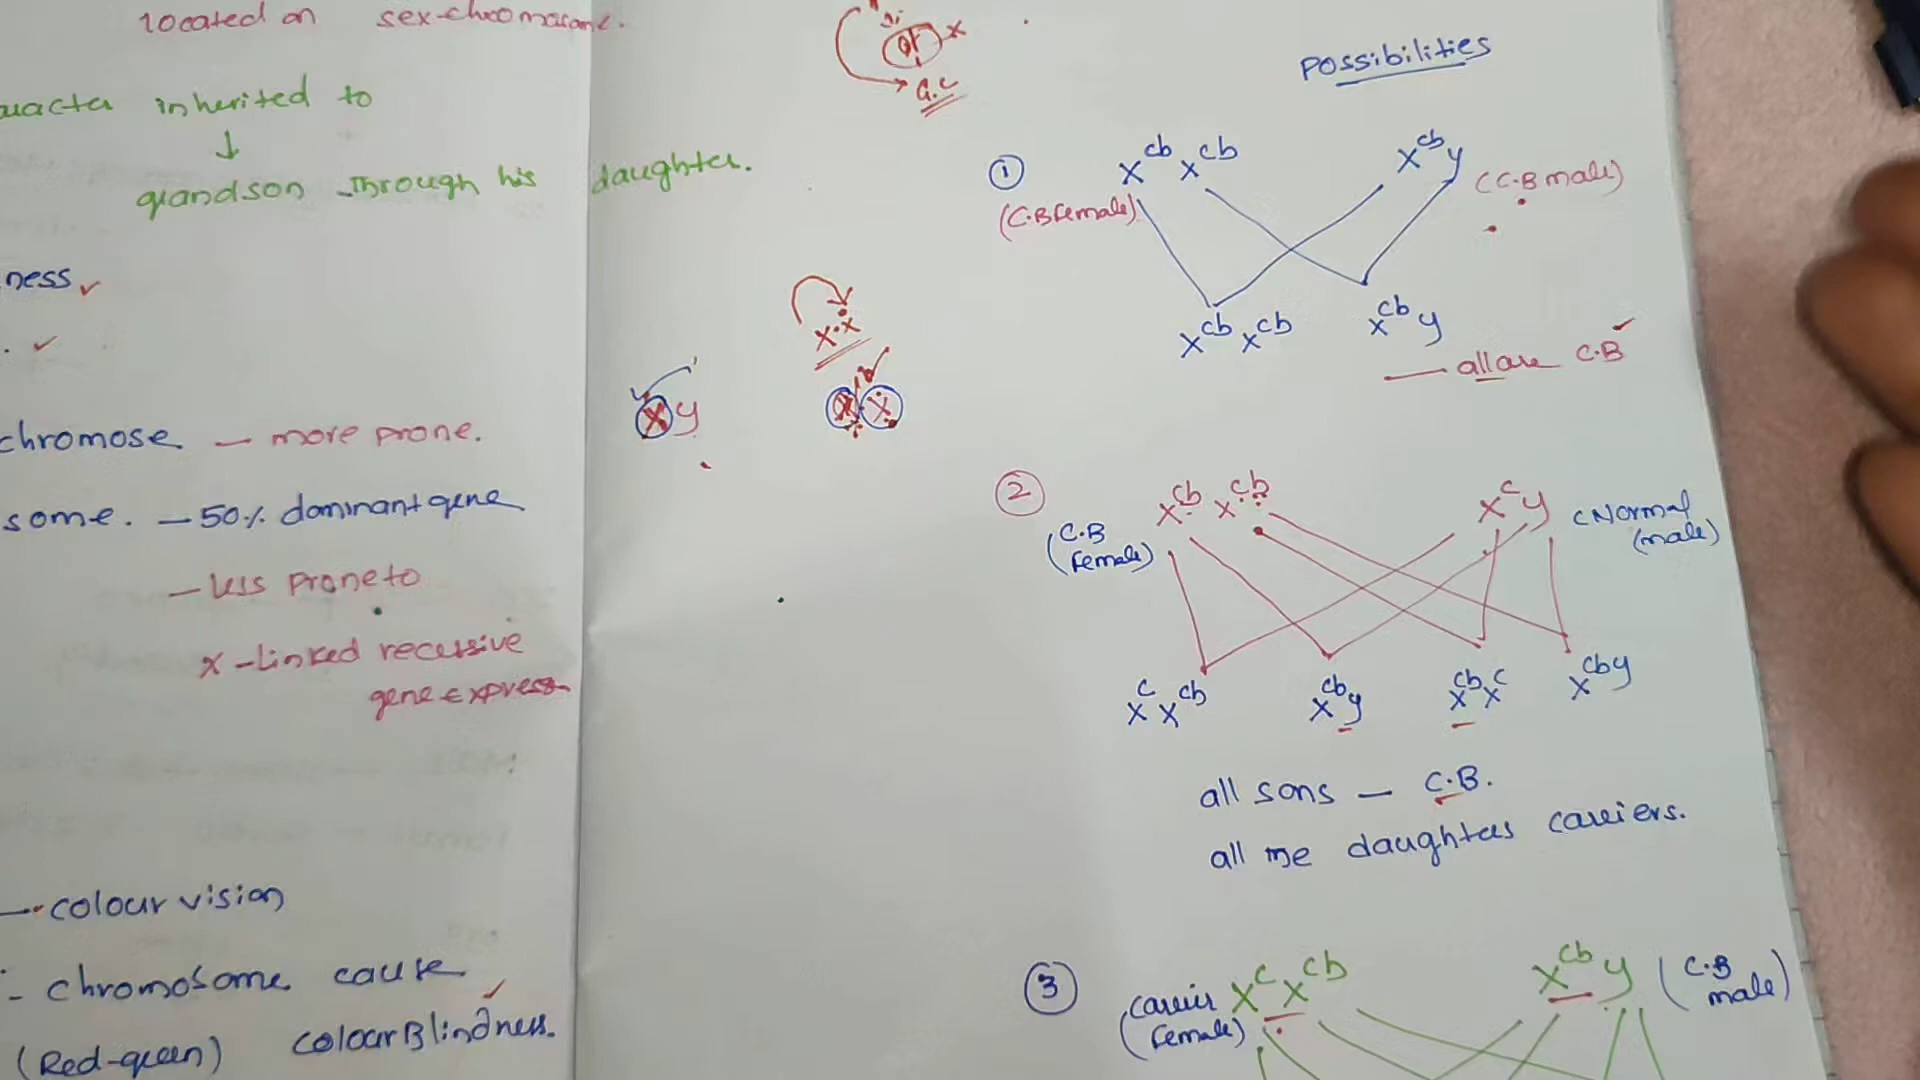 located on sex-chromosome.
inherited to
↓
grandson - Through his daughter.
ness ✓
. ✓
chromose - more prone.
some. - 50% dominant gene
- less prone to
X-Linked recessive
gene express
- colour vision
- chromosome cause
(Red-green) colour Blindness.
X
G.C
X X
X y
X X
Possibilities
① X^cb X^cb X^cb y
(C.B Female) (C.B male)
X^cb X^cb X^cb y
— all are C.B ✓
② X^cb X^cb X^c y
(C.B Female) (Normal male)
X^c X^cb X^cb y X^cb X^c X^cb y
all sons — C.B.
all the daughters carriers.
③ (carrier Female) X^c X^cb X^cb y (C.B male)